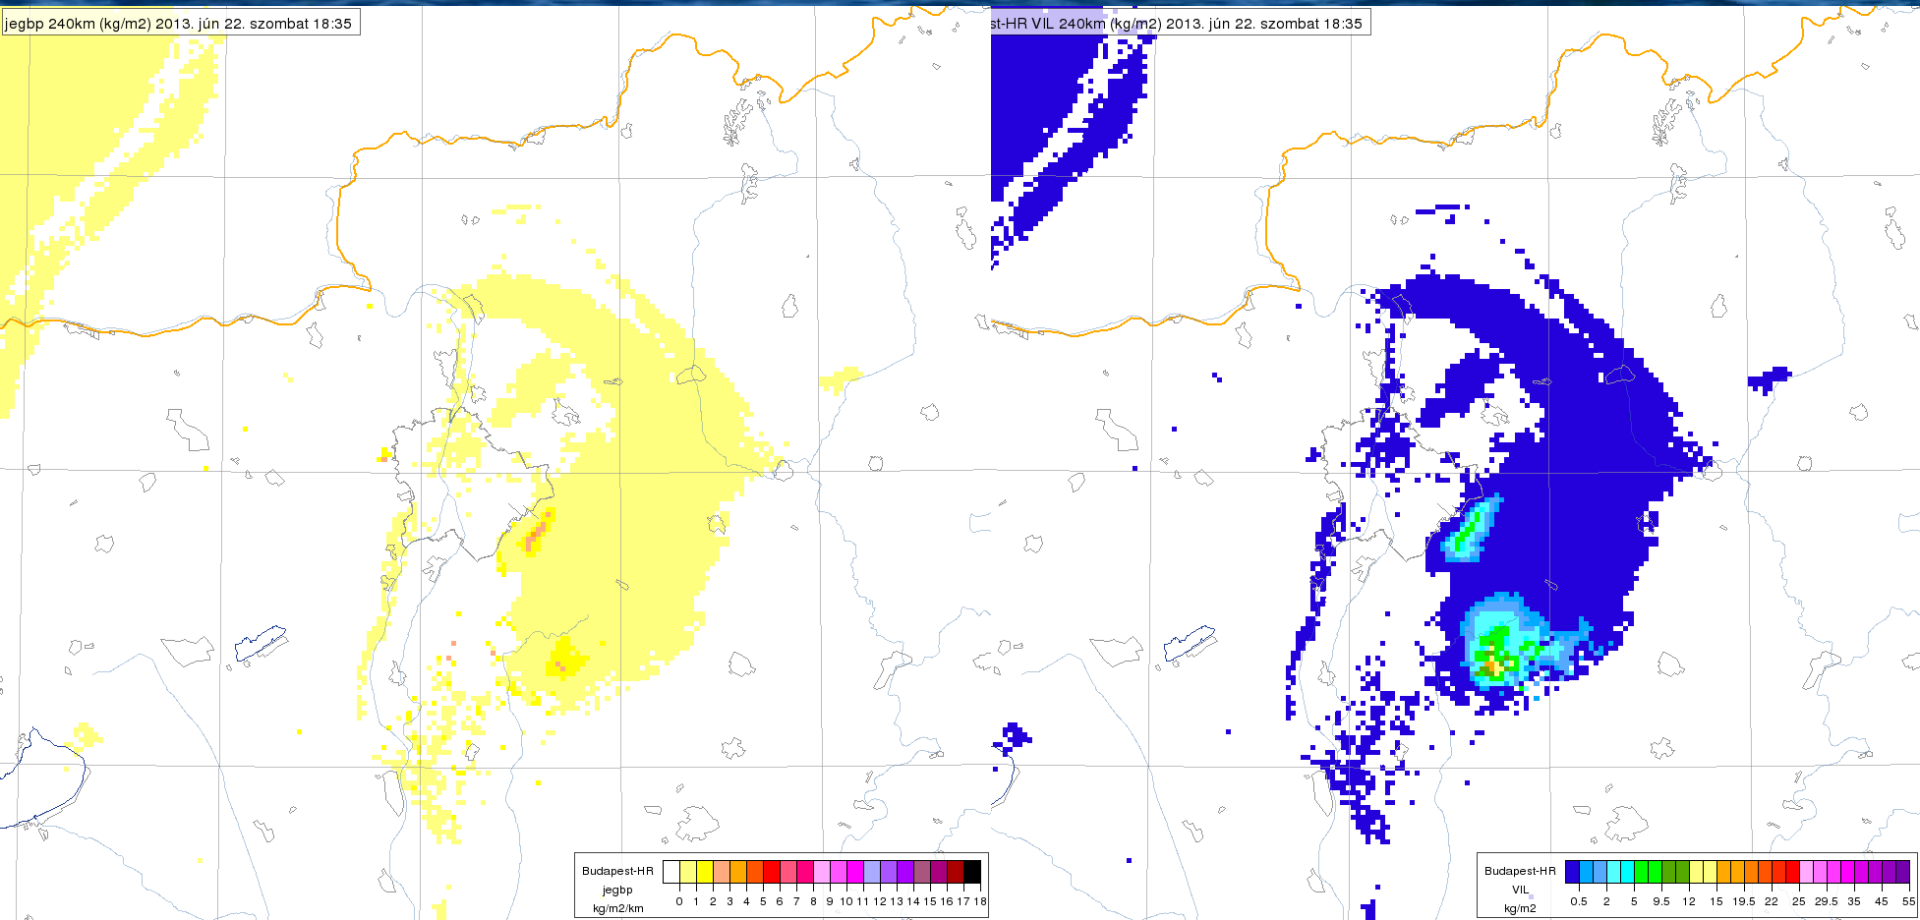 jegbp 240km (kg/m2) 2013. jún 22. szombat 18:35
st-HR VIL 240km (kg/m2) 2013. jún 22. szombat 18:35
Budapest-HR
jegbp
kg/m2/km
0 1 2 3 4 5 6 7 8 9 10 11 12 13 14 15 16 17 18
Budapest-HR
VIL
kg/m2
0.5 2 5 9.5 12 15 19.5 22 25 29.5 35 45 55